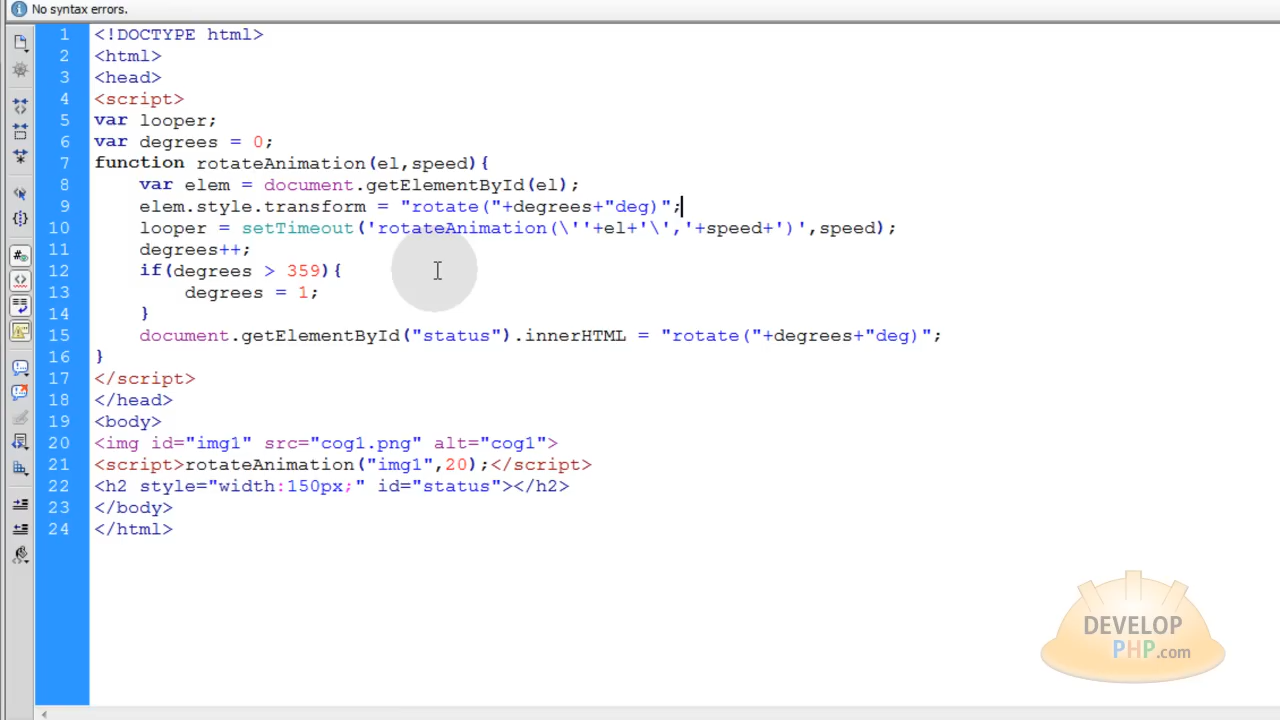 No syntax errors.
1 <!DOCTYPE html>
2 <html>
3 <head>
4 <script>
5 var looper;
6 var degrees = 0;
7 function rotateAnimation(el,speed){
8     var elem = document.getElementById(el);
9     elem.style.transform = "rotate("+degrees+"deg)";
10     looper = setTimeout('rotateAnimation(\''+el+'\','+speed+')',speed);
11     degrees++;
12     if(degrees > 359){
13         degrees = 1;
14     }
15     document.getElementById("status").innerHTML = "rotate("+degrees+"deg)";
16 }
17 </script>
18 </head>
19 <body>
20 <img id="img1" src="cog1.png" alt="cog1">
21 <script>rotateAnimation("img1",20);</script>
22 <h2 style="width:150px;" id="status"></h2>
23 </body>
24 </html>
DEVELOP
PHP.com